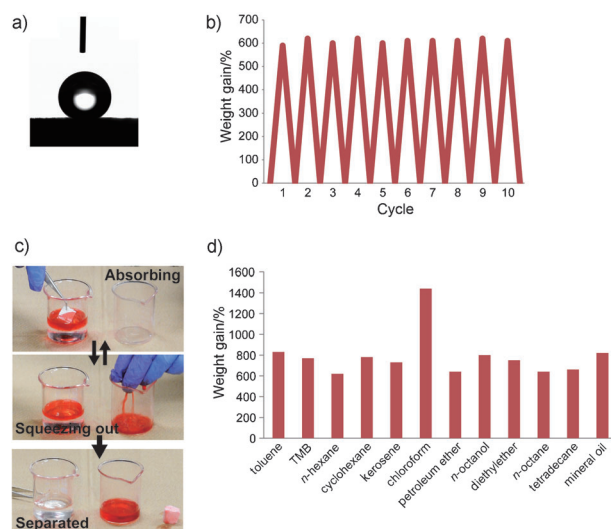 a)
b)
Weight gain/%
700
600
500
400
300
200
100
0
1 2 3 4 5 6 7 8 9 10
Cycle
c)
Absorbing
Squeezing out
Separated
d)
Weight gain/%
1600
1400
1200
1000
800
600
400
200
0
toluene
TMB
n-hexane
cyclohexane
kerosene
chloroform
petroleum ether
n-octanol
diethylether
n-octane
tetradecane
mineral oil